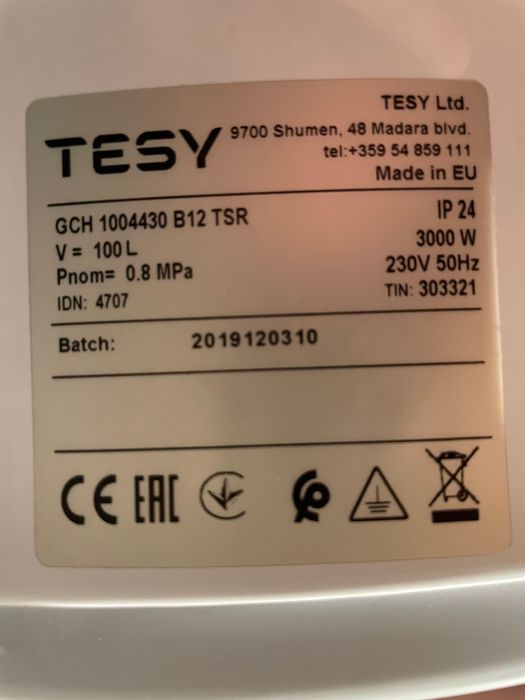 TESY Ltd.
TESY
9700 Shumen, 48 Madara blvd.
tel:+359 54 859 111
Made in EU
GCH 1004430 B12 TSR
IP 24
V = 100 L
3000 W
Pnom= 0.8 MPa
230V 50Hz
IDN: 4707
TIN: 303321
Batch: 2019120310
CE EAC